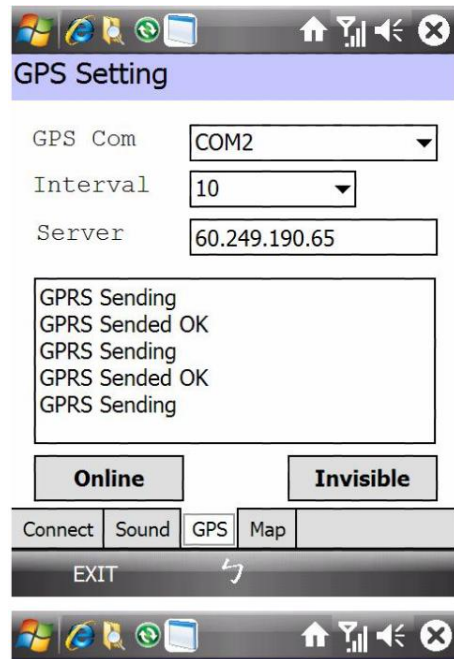 GPS Setting
GPS Com COM2
Interval 10
Server 60.249.190.65
GPRS Sending
GPRS Sended OK
GPRS Sending
GPRS Sended OK
GPRS Sending
Online Invisible
Connect Sound GPS Map
EXIT ㄅ